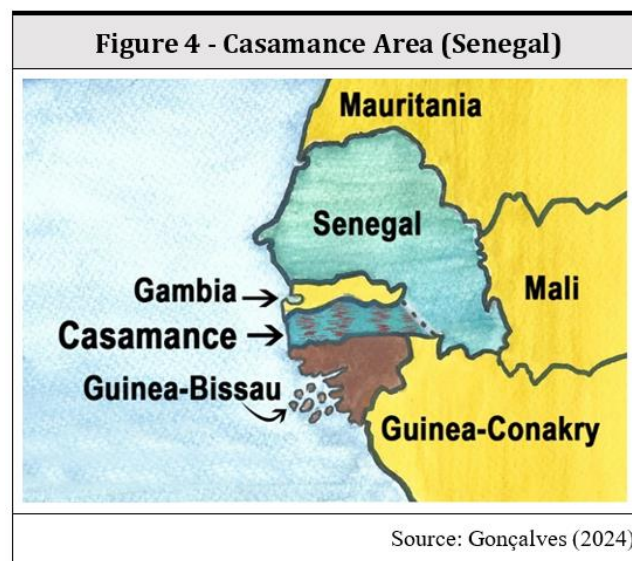 Figure 4 - Casamance Area (Senegal)
Mauritania
Senegal
Mali
Gambia
Casamance
Guinea-Bissau
Guinea-Conakry
Source: Gonçalves (2024)